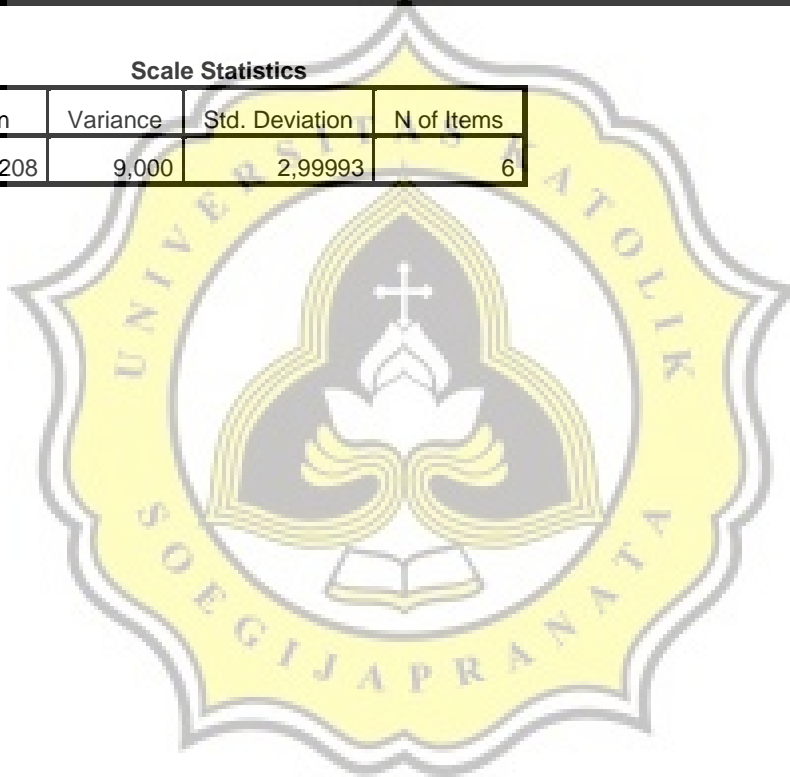 Scale Statistics
n Variance Std. Deviation N of Items
208 9,000 2,99993 6
UNIVERSITAS KATOLIK
SOEGIJAPRANATA